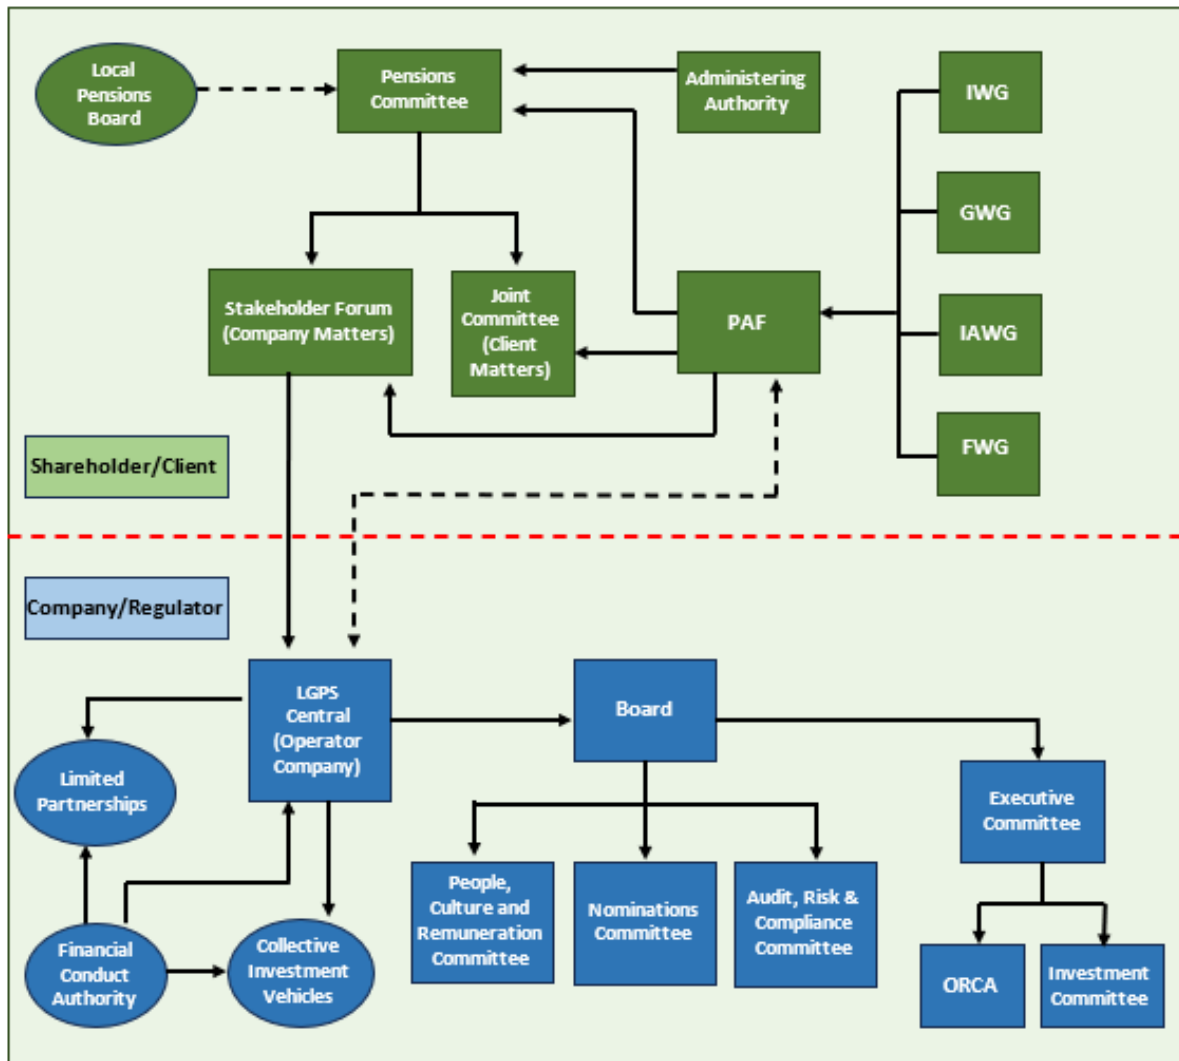 Local
Pensions
Board
Pensions
Committee
Administering
Authority
IWG
GWG
Stakeholder Forum
(Company Matters)
Joint
Committee
(Client
Matters)
PAF
IAWG
FWG
Shareholder/Client
Company/Regulator
LGPS
Central
(Operator
Company)
Board
Limited
Partnerships
Executive
Committee
People,
Culture and
Remuneration
Committee
Nominations
Committee
Audit, Risk &
Compliance
Committee
Financial
Conduct
Authority
Collective
Investment
Vehicles
ORCA
Investment
Committee